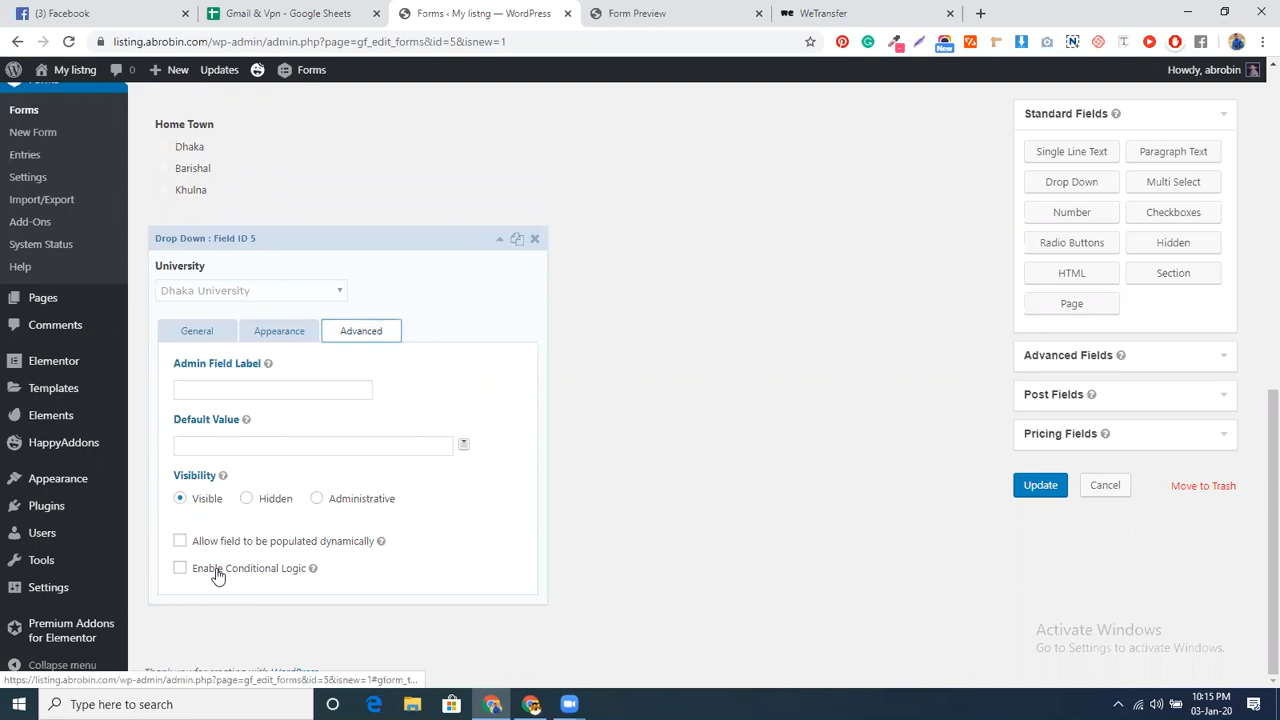 (3) Facebook
Gmail & Vpn - Google Sheets
Forms ‹ My listng — WordPress
Form Preview
WeTransfer
listing.abrobin.com/wp-admin/admin.php?page=gf_edit_forms&id=5&isnew=1
My listng
0
New
Updates
Forms
Howdy, abrobin
Forms
New Form
Entries
Settings
Import/Export
Add-Ons
System Status
Help
Pages
Comments
Elementor
Templates
Elements
HappyAddons
Appearance
Plugins
Users
Tools
Settings
Premium Addons
for Elementor
Collapse menu
Home Town
Dhaka
Barishal
Khulna
Drop Down : Field ID 5
University
Dhaka University
General
Appearance
Advanced
Admin Field Label
Default Value
Visibility
Visible
Hidden
Administrative
Allow field to be populated dynamically
Enable Conditional Logic
Thank you for creating with WordPress
Standard Fields
Single Line Text
Paragraph Text
Drop Down
Multi Select
Number
Checkboxes
Radio Buttons
Hidden
HTML
Section
Page
Advanced Fields
Post Fields
Pricing Fields
Update
Cancel
Move to Trash
Activate Windows
Go to Settings to activate Windows.
https://listing.abrobin.com/wp-admin/admin.php?page=gf_edit_forms&id=5&isnew=1#gform_t...
Type here to search
10:15 PM
03-Jan-20